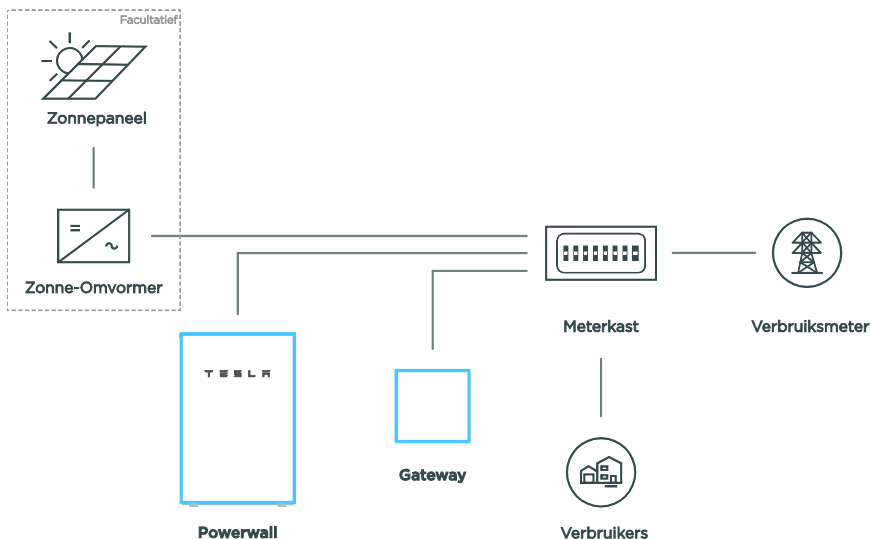 Facultatief
Zonnepaneel
Zonne-Omvormer
TESLA
Meterkast
Verbruiksmeter
Gateway
Powerwall
Verbruikers